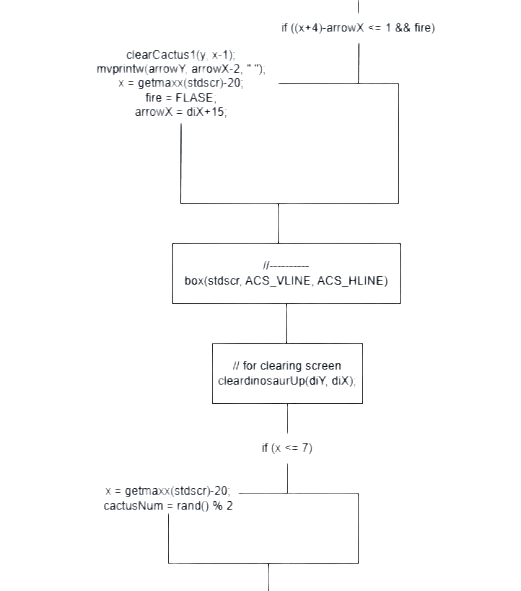 if ((x+4)-arrowX <= 1 && fire)
clearCactus1(y, x-1);
mvprintw(arrowY, arrowX-2, " ");
x = getmaxx(stdscr)-20;
fire = FLASE;
arrowX = diX+15;
//----------
box(stdscr, ACS_VLINE, ACS_HLINE)
// for clearing screen
cleardinosaurUp(diY, diX);
if (x <= 7)
x = getmaxx(stdscr)-20;
cactusNum = rand() % 2